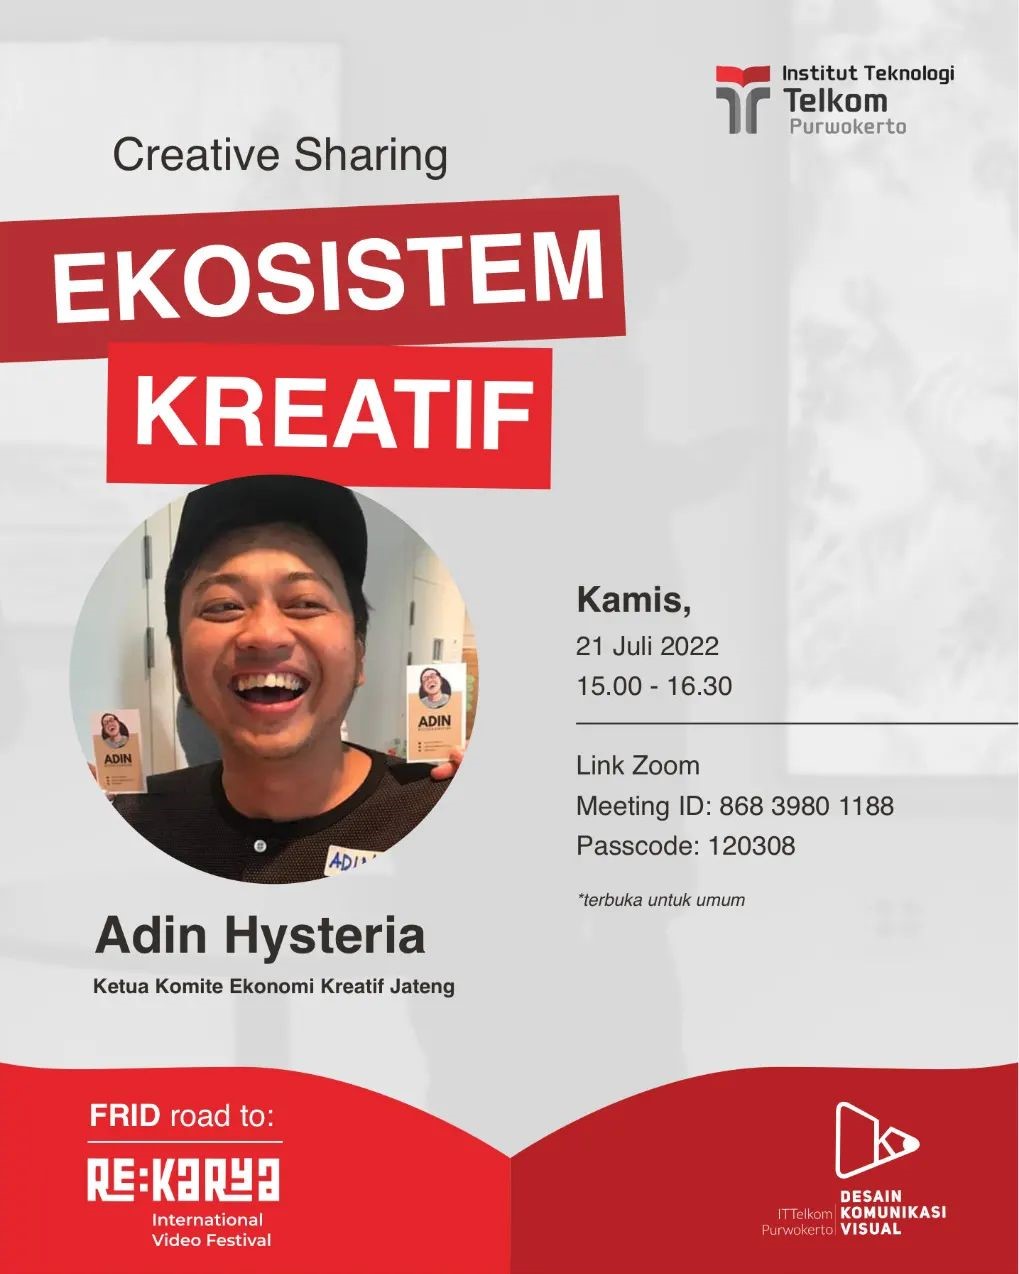 Institut Teknologi
Telkom
Purwokerto
Creative Sharing
EKOSISTEM
KREATIF
ADIN
ADIN
ADIN
Kamis,
21 Juli 2022
15.00 - 16.30
Link Zoom
Meeting ID: 868 3980 1188
Passcode: 120308
*terbuka untuk umum
Adin Hysteria
Ketua Komite Ekonomi Kreatif Jateng
FRID road to:
RE:KARYA
International
Video Festival
ITTelkom
Purwokerto
DESAIN
KOMUNIKASI
VISUAL